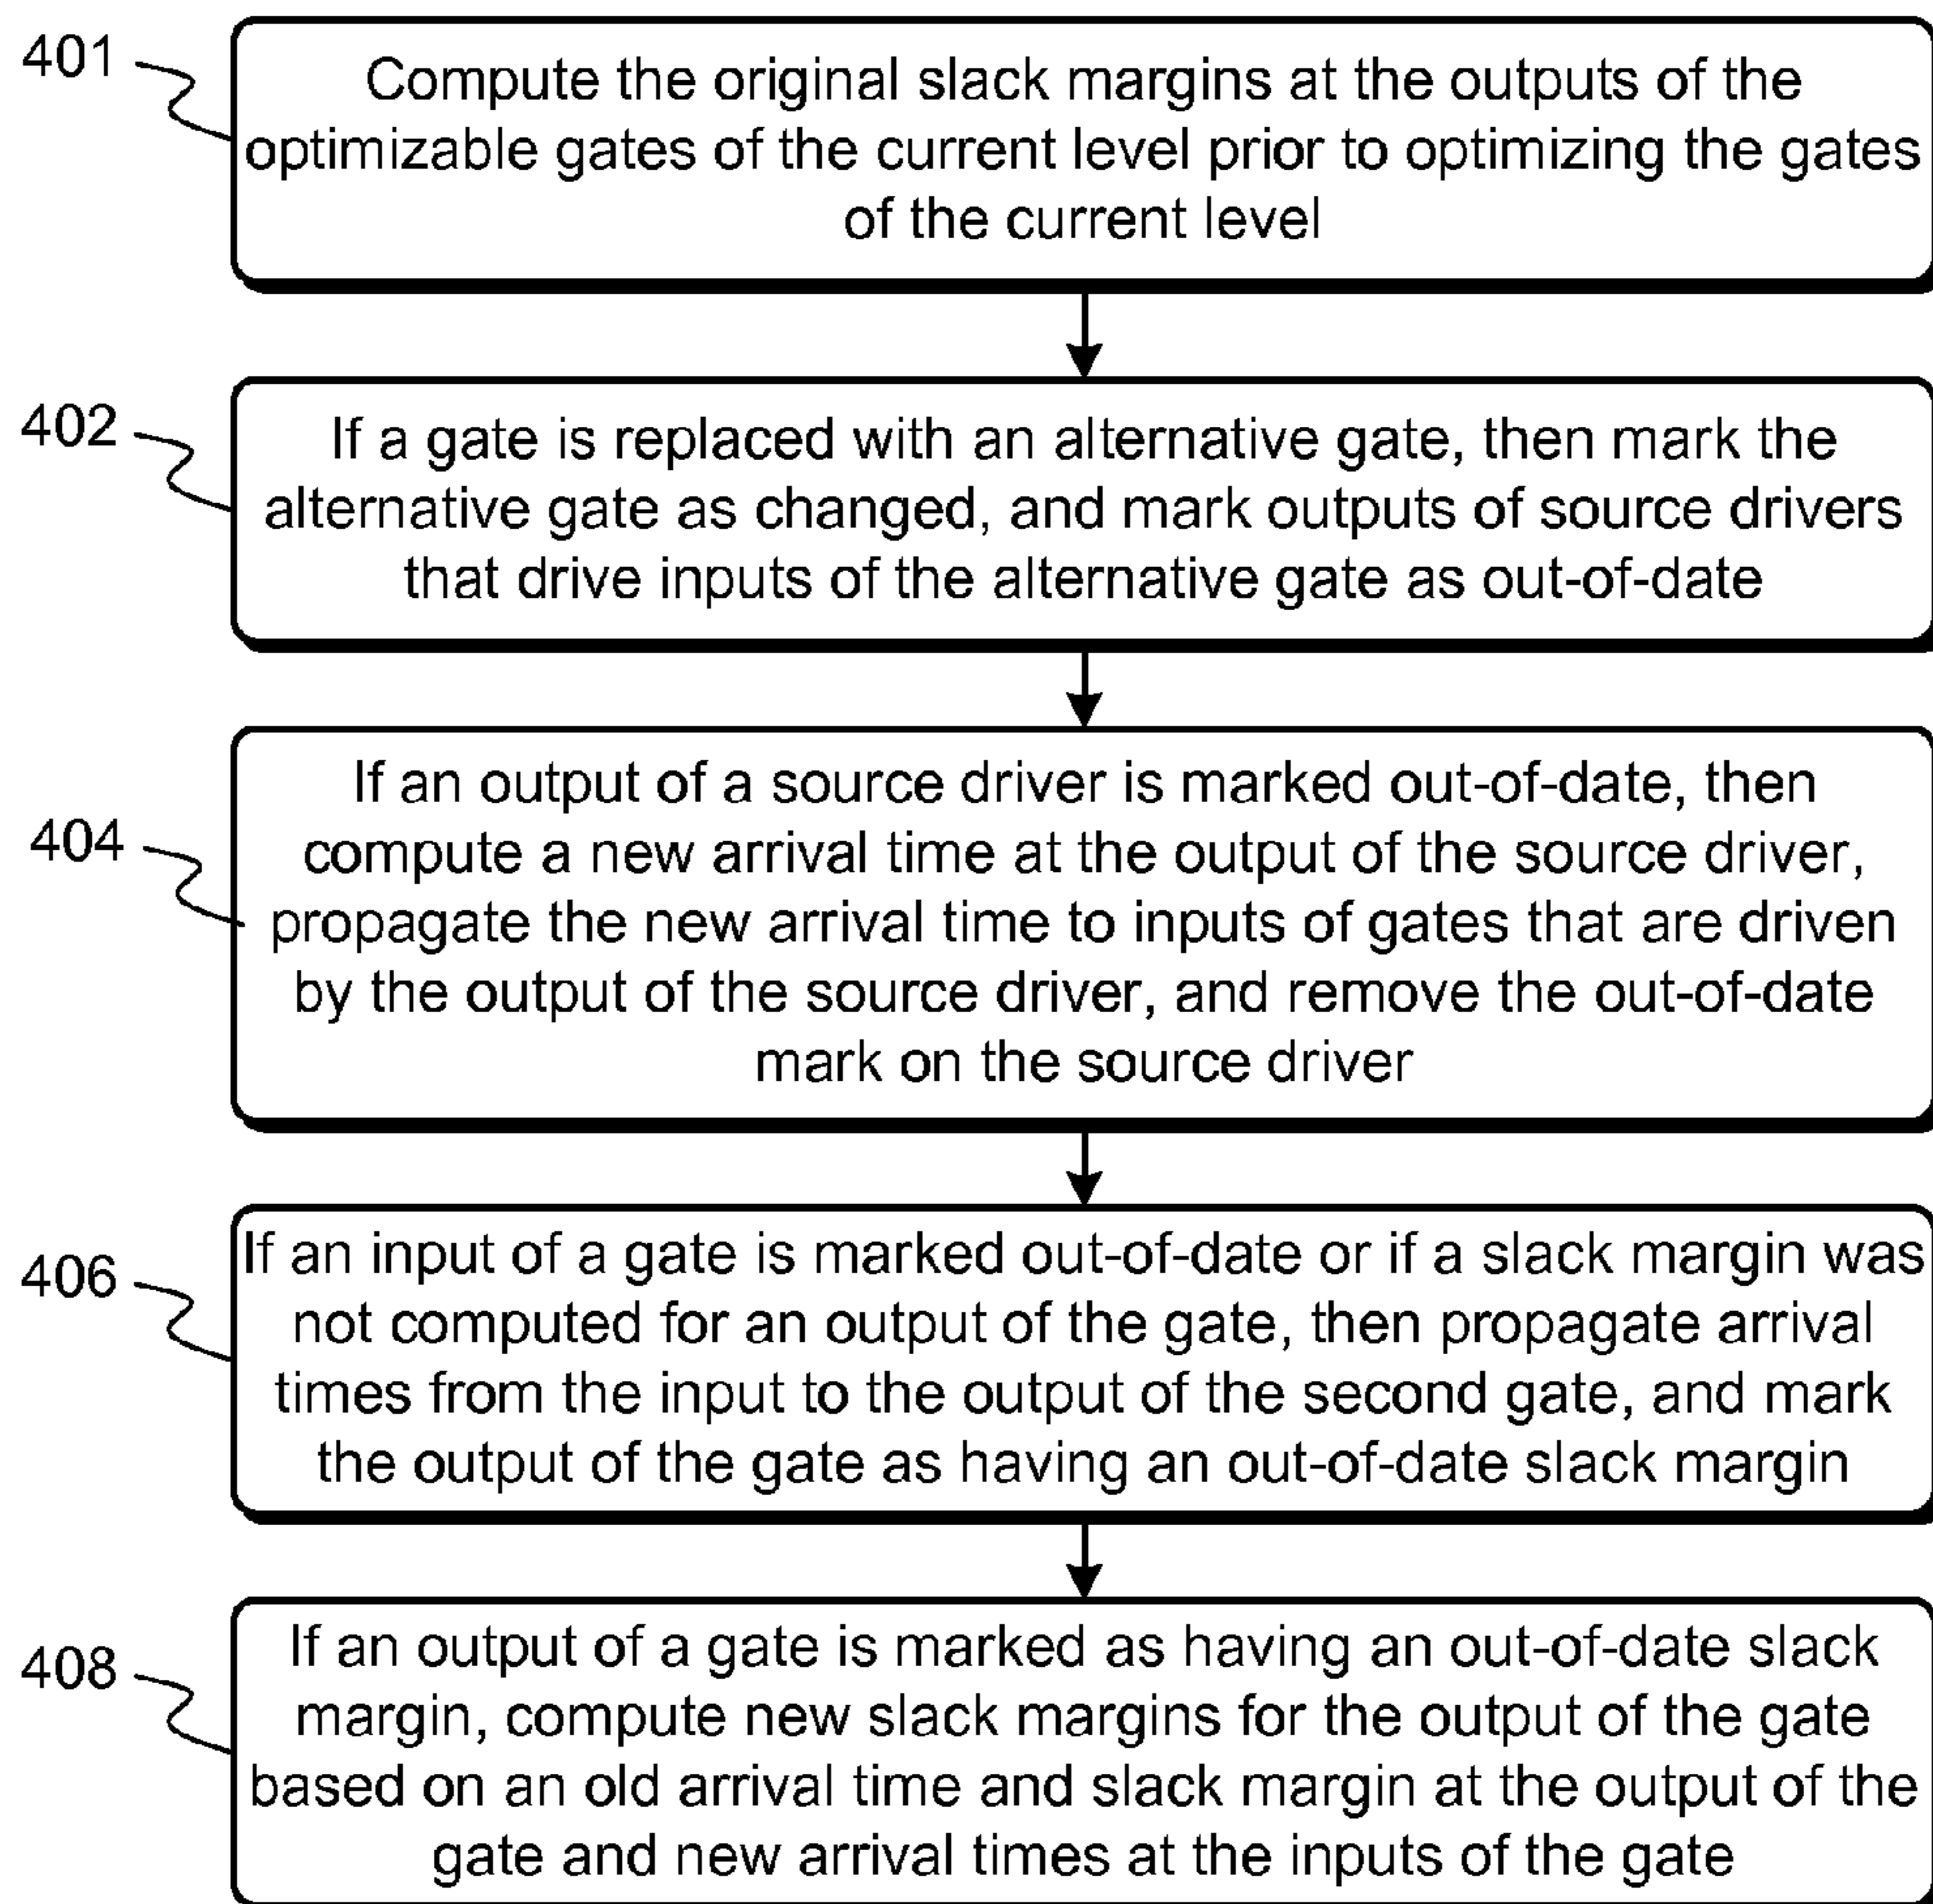 401
Compute the original slack margins at the outputs of the
optimizable gates of the current level prior to optimizing the gates
of the current level
402
If a gate is replaced with an alternative gate, then mark the
alternative gate as changed, and mark outputs of source drivers
that drive inputs of the alternative gate as out-of-date
404
If an output of a source driver is marked out-of-date, then
compute a new arrival time at the output of the source driver,
propagate the new arrival time to inputs of gates that are driven
by the output of the source driver, and remove the out-of-date
mark on the source driver
406
If an input of a gate is marked out-of-date or if a slack margin was
not computed for an output of the gate, then propagate arrival
times from the input to the output of the second gate, and mark
the output of the gate as having an out-of-date slack margin
408
If an output of a gate is marked as having an out-of-date slack
margin, compute new slack margins for the output of the gate
based on an old arrival time and slack margin at the output of the
gate and new arrival times at the inputs of the gate